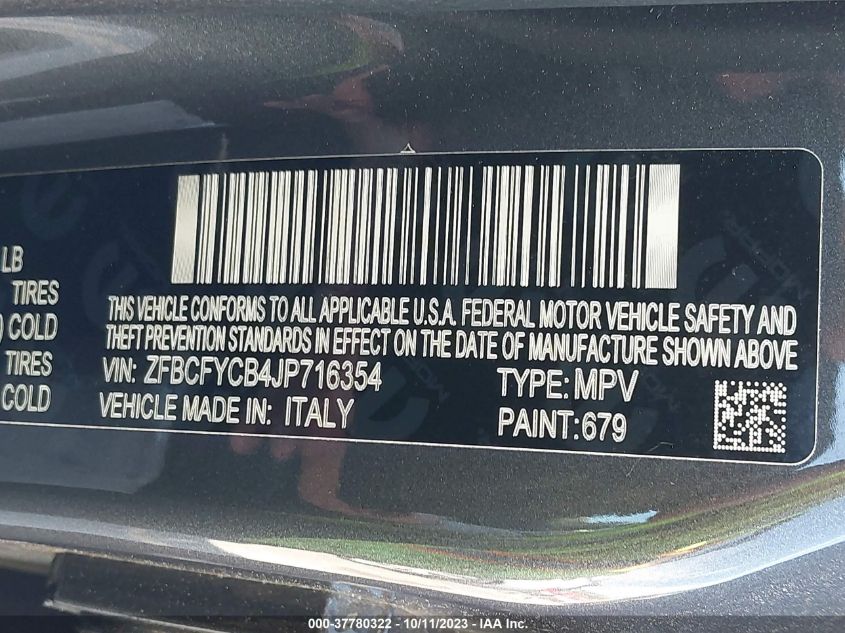 LB
TIRES
) COLD
TIRES
COLD
THIS VEHICLE CONFORMS TO ALL APPLICABLE U.S.A. FEDERAL MOTOR VEHICLE SAFETY AND
THEFT PREVENTION STANDARDS IN EFFECT ON THE DATE OF MANUFACTURE SHOWN ABOVE
VIN: ZFBCFYCB4JP716354 TYPE: MPV
VEHICLE MADE IN: ITALY PAINT:679
000-37780322 - 10/11/2023 - IAA Inc.